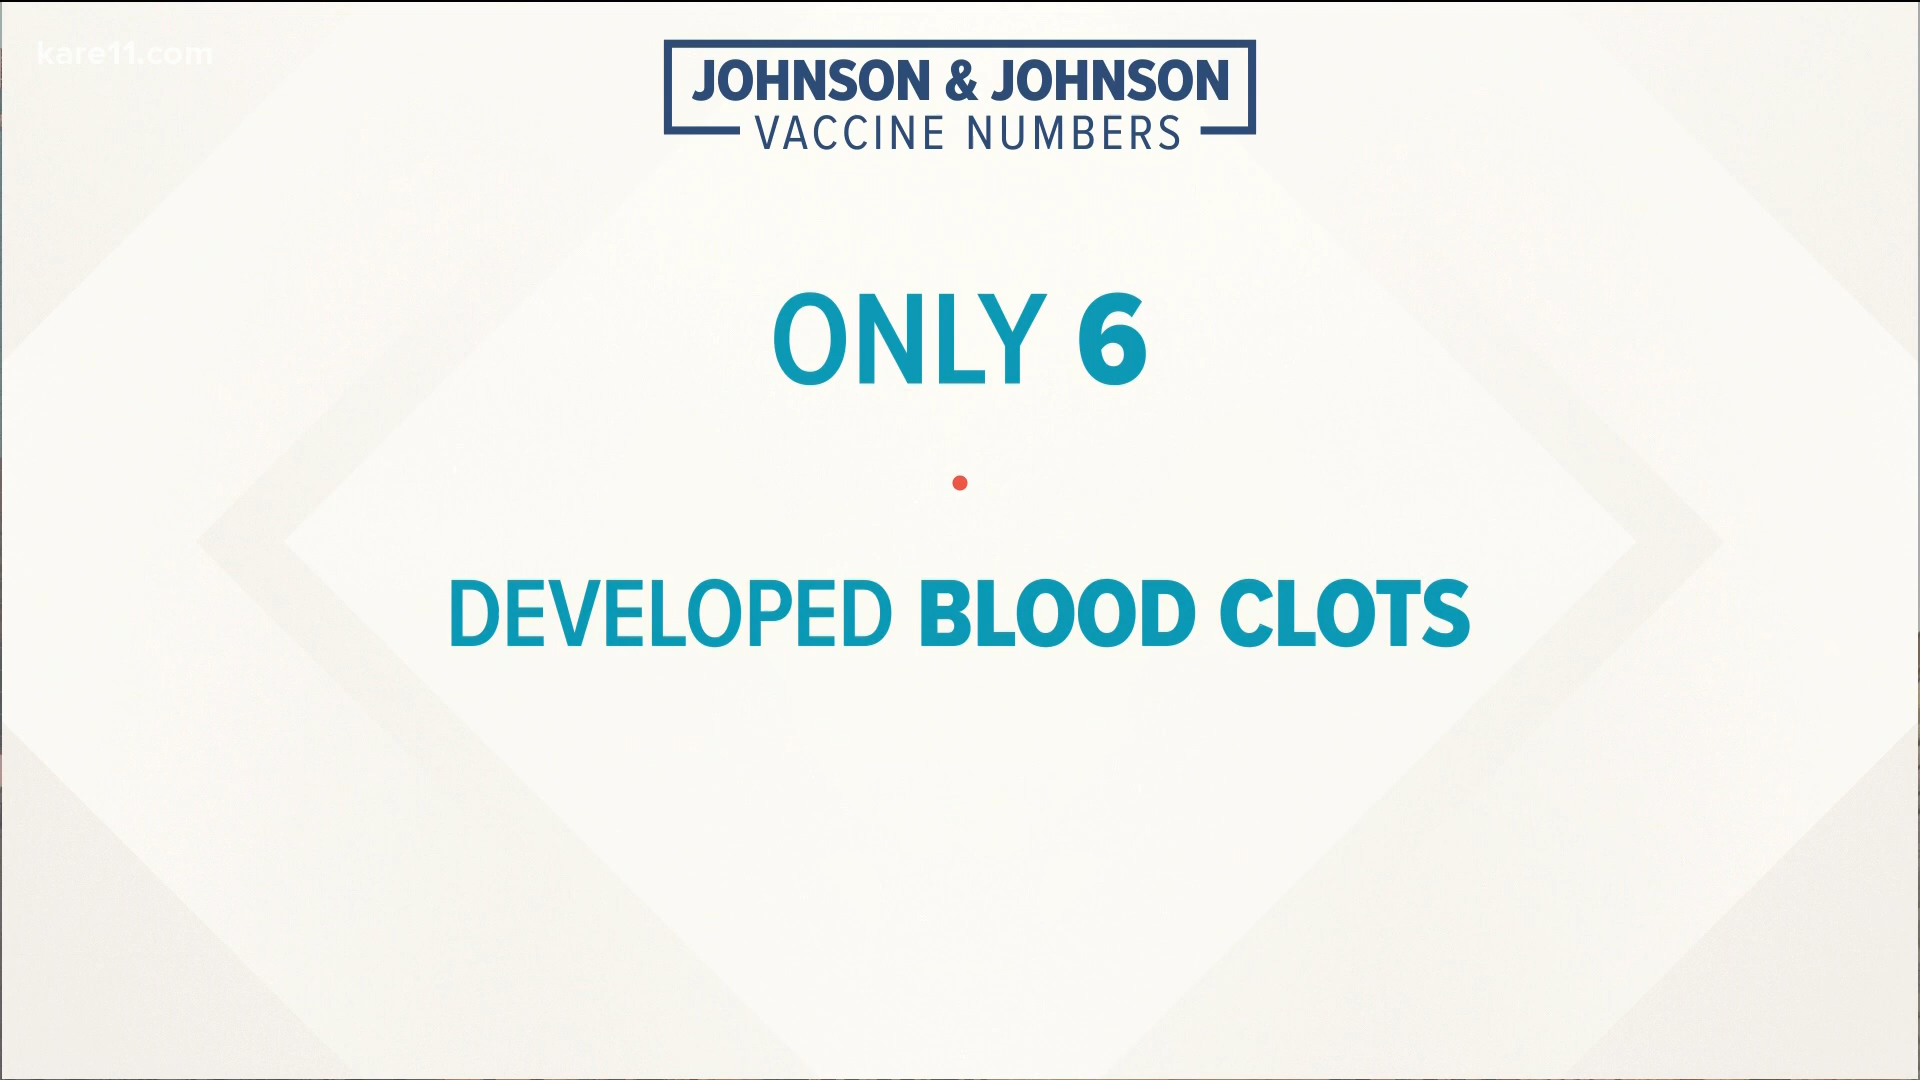 kare11.com
JOHNSON & JOHNSON
VACCINE NUMBERS
ONLY 6
DEVELOPED BLOOD CLOTS